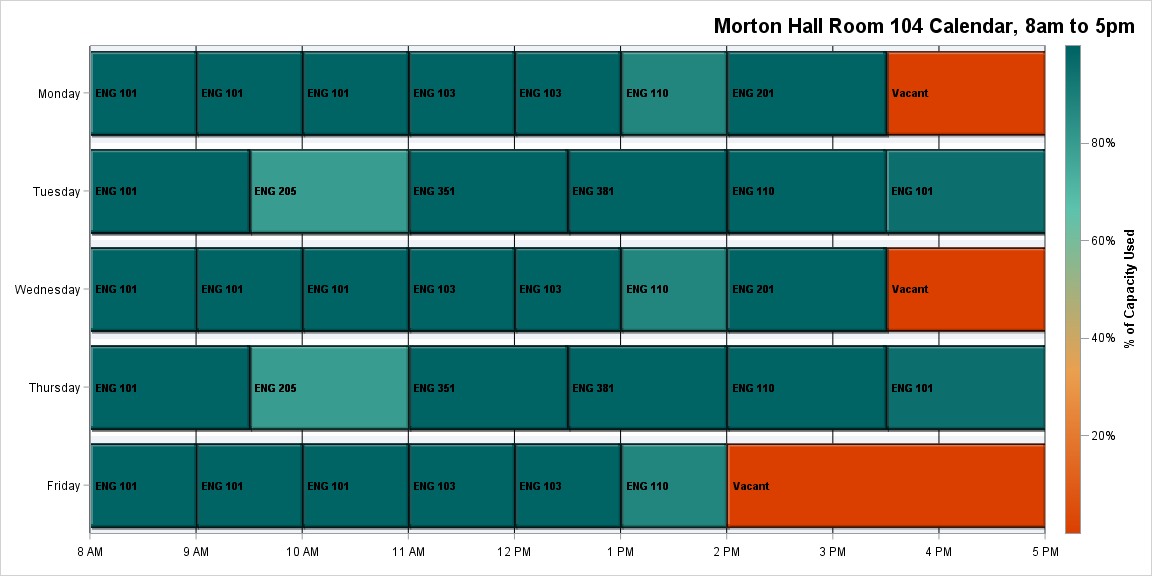 Morton Hall Room 104 Calendar, 8am to 5pm
Monday ENG 101 ENG 101 ENG 101 ENG 103 ENG 103 ENG 110 ENG 201 Vacant
80%
Tuesday ENG 101 ENG 205 ENG 351 ENG 381 ENG 110 ENG 101
60%
Wednesday ENG 101 ENG 101 ENG 101 ENG 103 ENG 103 ENG 110 ENG 201 Vacant
% of Capacity Used
40%
Thursday ENG 101 ENG 205 ENG 351 ENG 381 ENG 110 ENG 101
20%
Friday ENG 101 ENG 101 ENG 101 ENG 103 ENG 103 ENG 110 Vacant
8 AM 9 AM 10 AM 11 AM 12 PM 1 PM 2 PM 3 PM 4 PM 5 PM